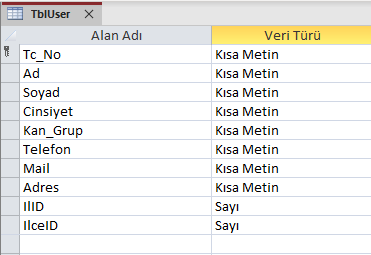 TblUser
Alan Adı Veri Türü
Tc_No Kısa Metin
Ad Kısa Metin
Soyad Kısa Metin
Cinsiyet Kısa Metin
Kan_Grup Kısa Metin
Telefon Kısa Metin
Mail Kısa Metin
Adres Kısa Metin
IlID Sayı
IlceID Sayı